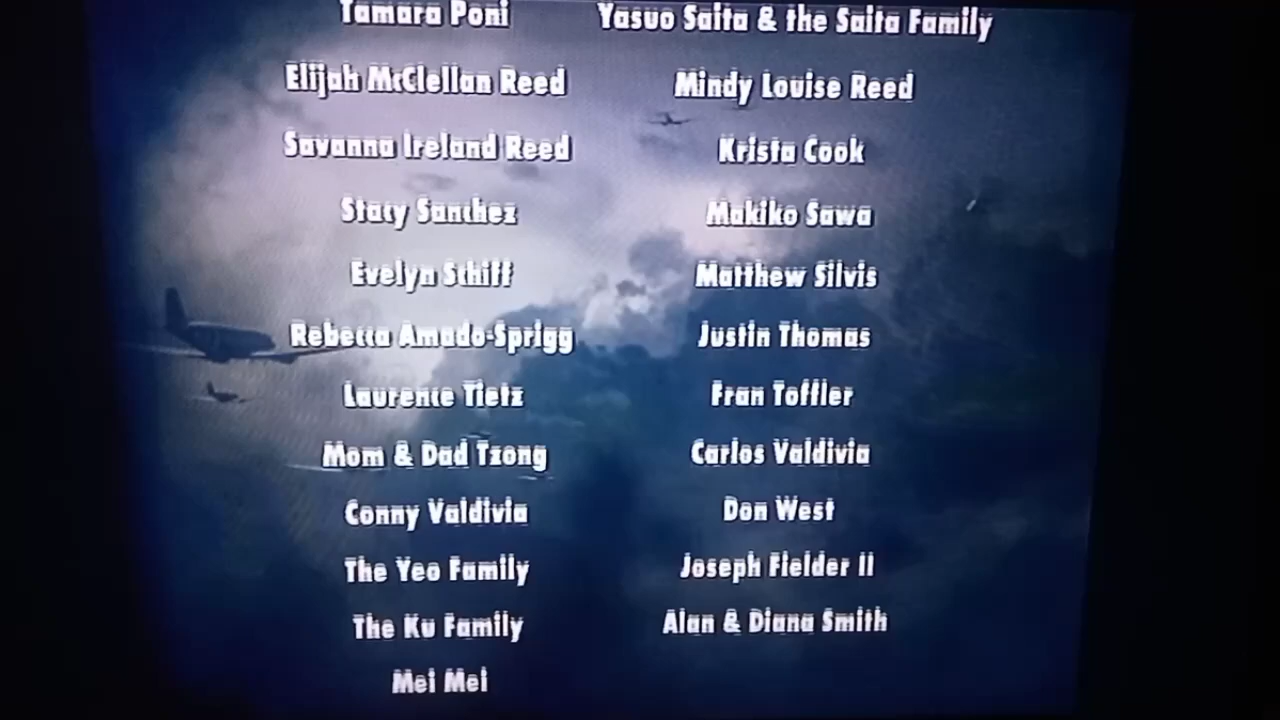 Tamara Poni
Yasuo Saita & the Saita Family
Elijah McClellan Reed
Mindy Louise Reed
Savanna Ireland Reed
Krista Cook
Stacy Sanchez
Makiko Sawa
Evelyn Schiff
Matthew Silvis
Rebecca Amado-Sprigg
Justin Thomas
Laurence Tietz
Fran Toffler
Mom & Dad Tzong
Carlos Valdivia
Conny Valdivia
Don West
The Yeo Family
Joseph Fielder II
The Ku Family
Alan & Diana Smith
Mei Mei